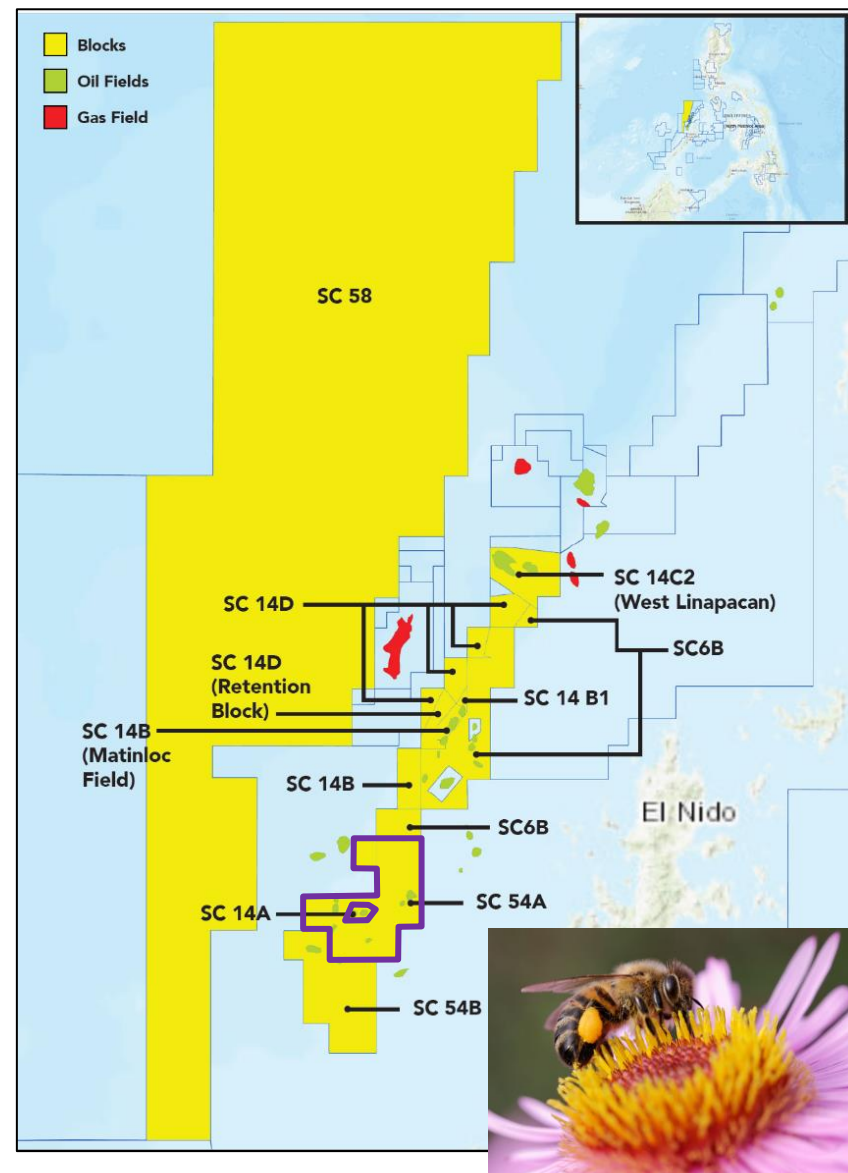 Blocks
Oil Fields
Gas Field
SC 58
SC 14D
SC 14C2
(West Linapacan)
SC 14D
(Retention
Block)
SC6B
SC 14 B1
SC 14B
(Matinloc
Field)
SC 14B
El Nido
SC6B
SC 14A
SC 54A
SC 54B